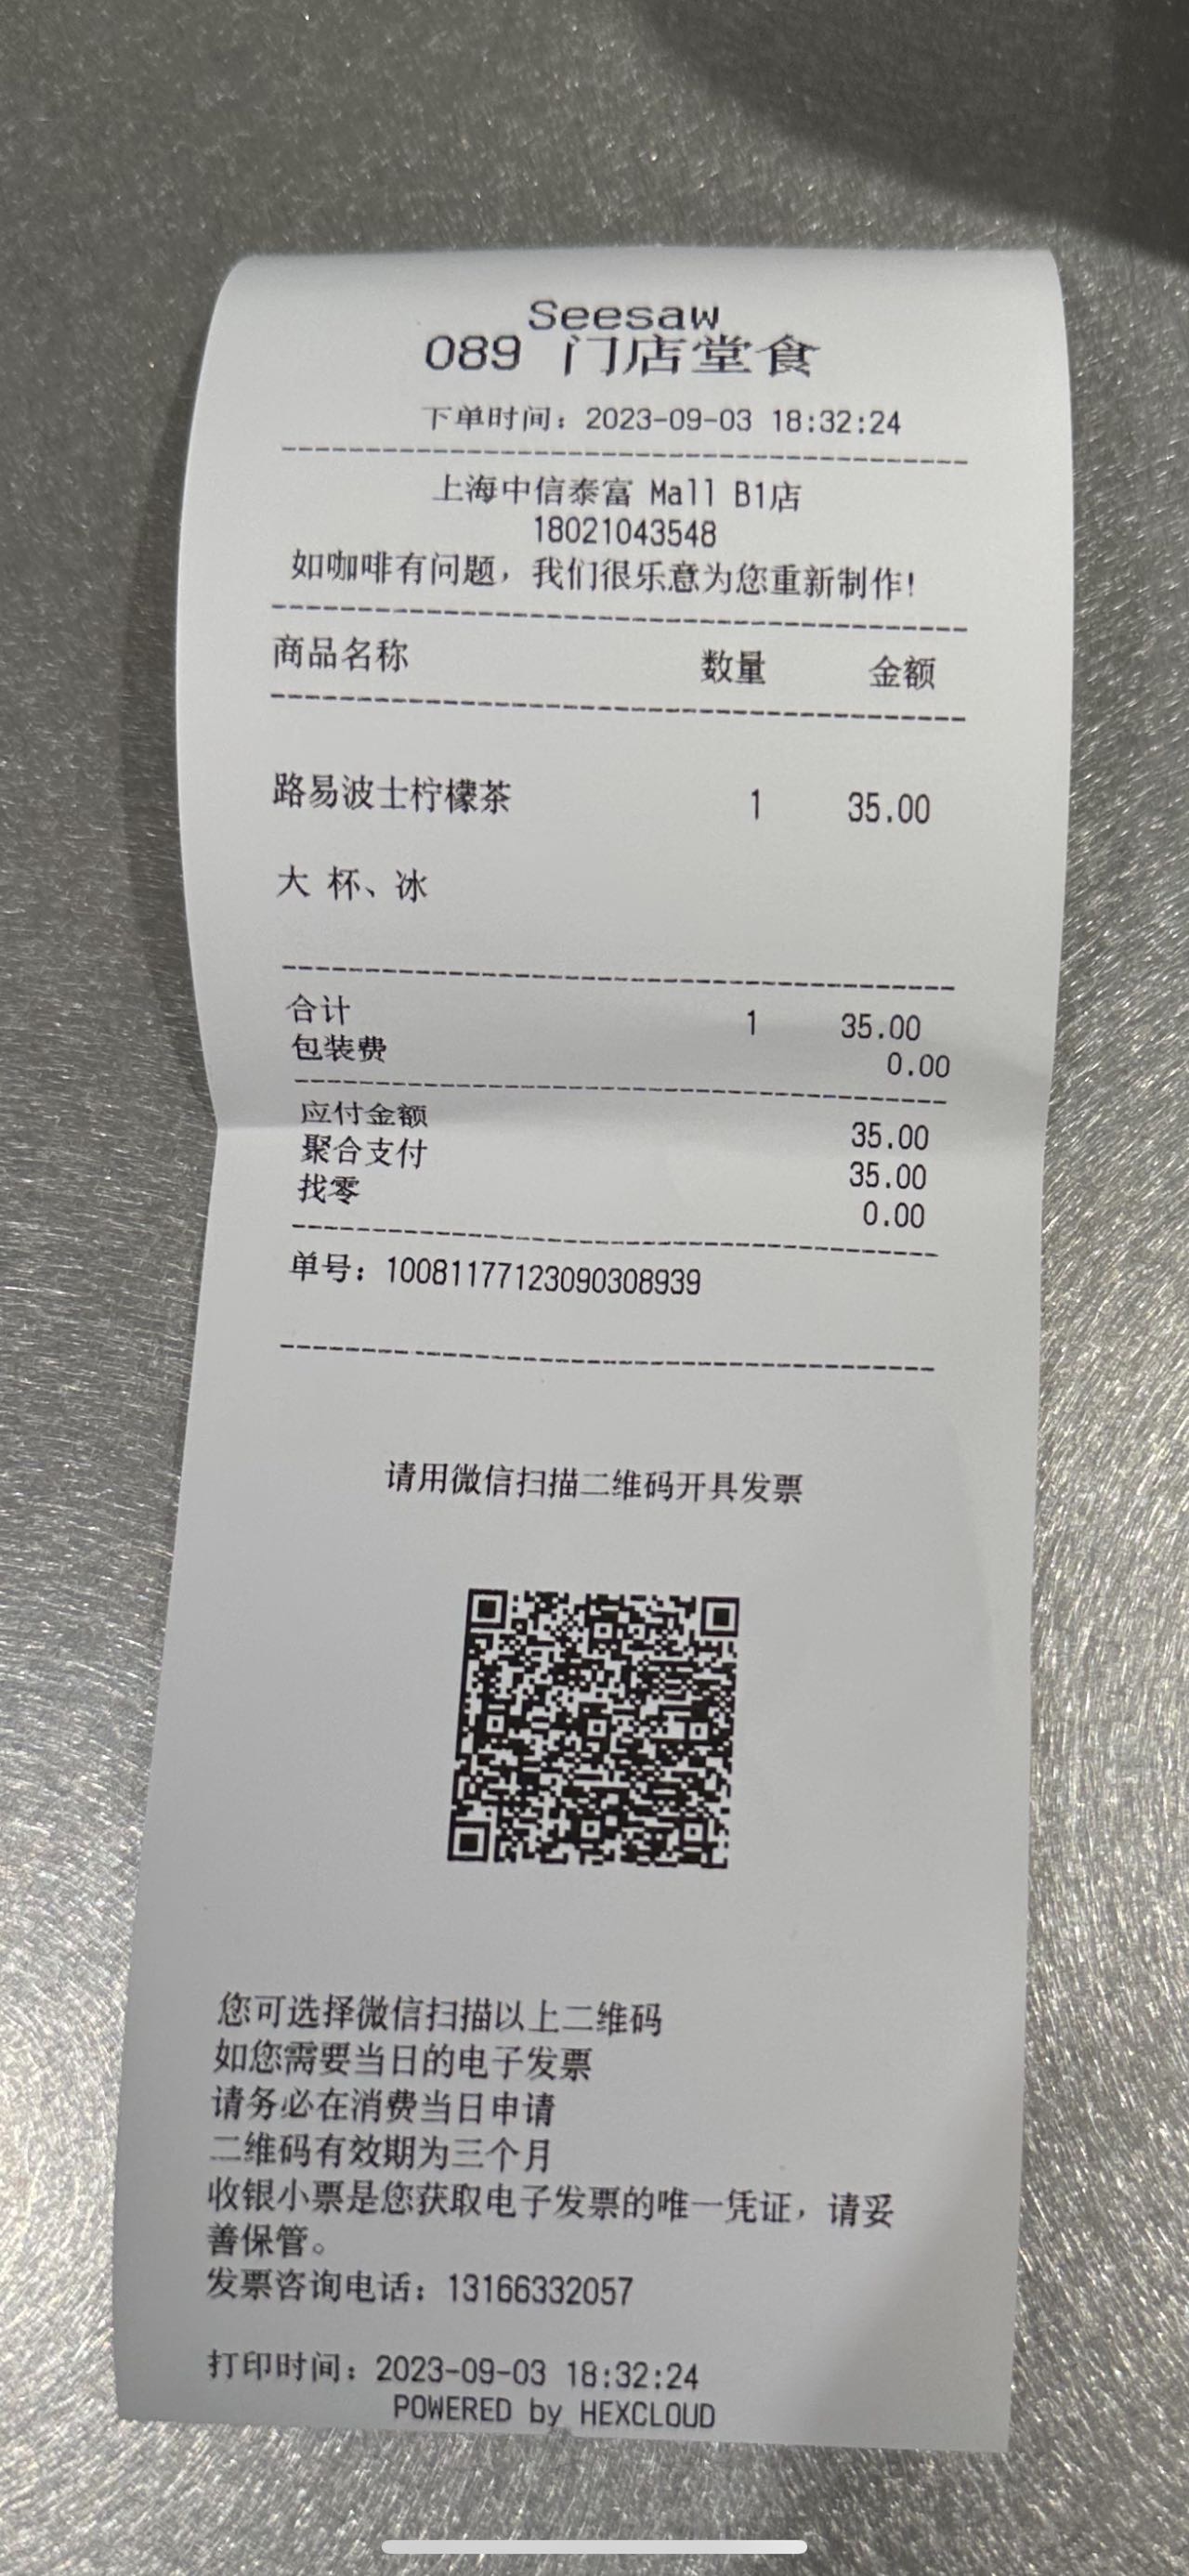 Seesaw
089 门店堂食
下单时间：2023-09-03 18:32:24
上海中信泰富 Mall B1店
18021043548
如咖啡有问题，我们很乐意为您重新制作!
商品名称 数量 金额
路易波士柠檬茶 1 35.00
大 杯、冰
合计 1 35.00
包装费 0.00
应付金额 35.00
聚合支付 35.00
找零 0.00
单号：10081177123090308939
请用微信扫描二维码开具发票
您可选择微信扫描以上二维码
如您需要当日的电子发票
请务必在消费当日申请
二维码有效期为三个月
收银小票是您获取电子发票的唯一凭证，请妥
善保管。
发票咨询电话：13166332057
打印时间：2023-09-03 18:32:24
POWERED by HEXCLOUD